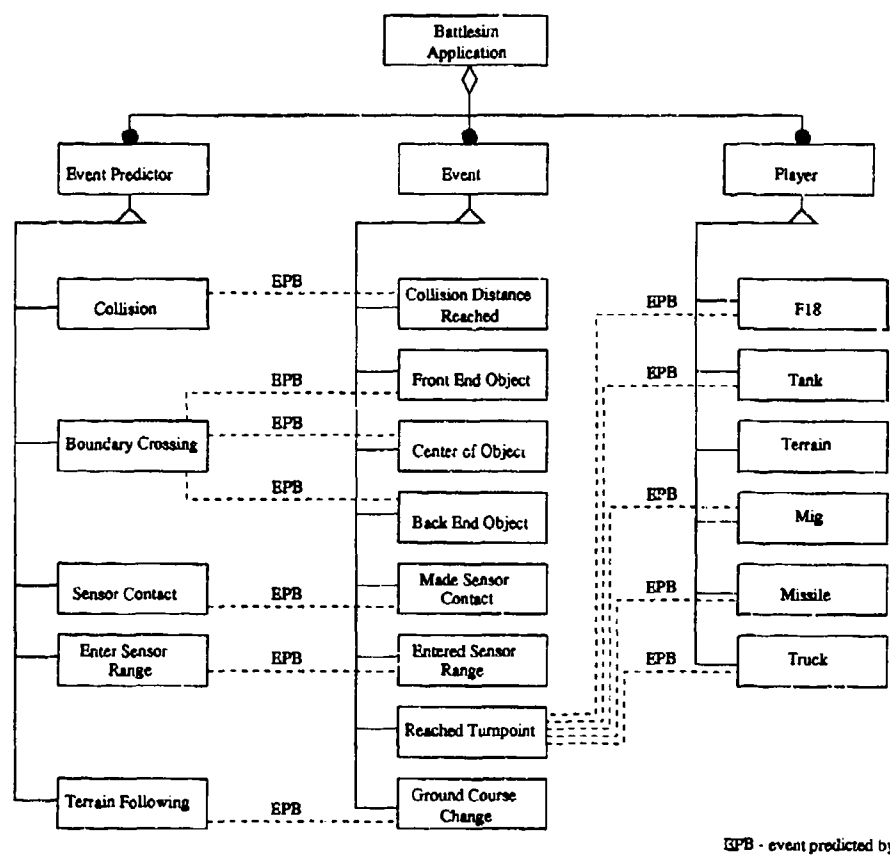 Battlesim
Application
Event Predictor
Event
Player
Collision
EPB
Collision Distance
Reached
EPB
F18
EPB
Front End Object
EPB
Tank
Boundary Crossing
EPB
Center of Object
Terrain
EPB
Back End Object
EPB
Mig
Sensor Contact
EPB
Made Sensor
Contact
EPB
Missile
Enter Sensor
Range
EPB
Entered Sensor
Range
EPB
Truck
Reached Turnpoint
Terrain Following
EPB
Ground Course
Change
EPB - event predicted by